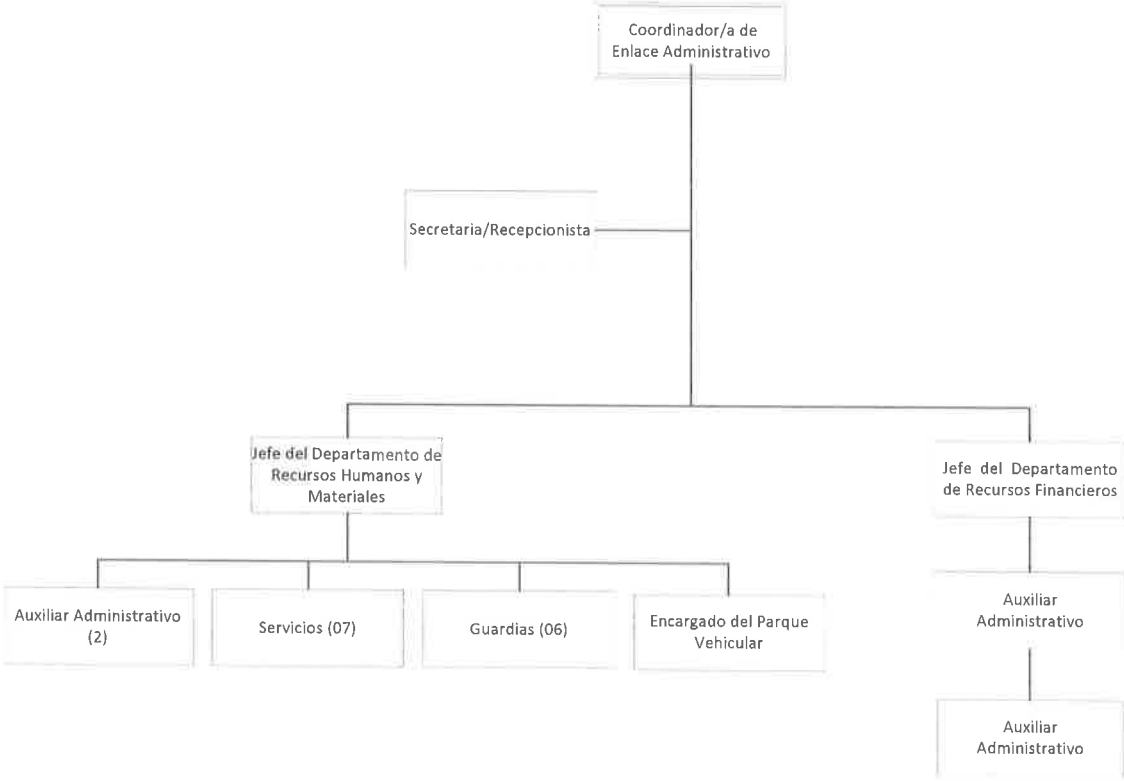 Coordinador/a de
Enlace Administrativo
Secretaria/Recepcionista
Jefe del Departamento de
Recursos Humanos y
Materiales
Jefe del Departamento
de Recursos Financieros
Auxiliar Administrativo
(2)
Servicios (07)
Guardias (06)
Encargado del Parque
Vehicular
Auxiliar
Administrativo
Auxiliar
Administrativo